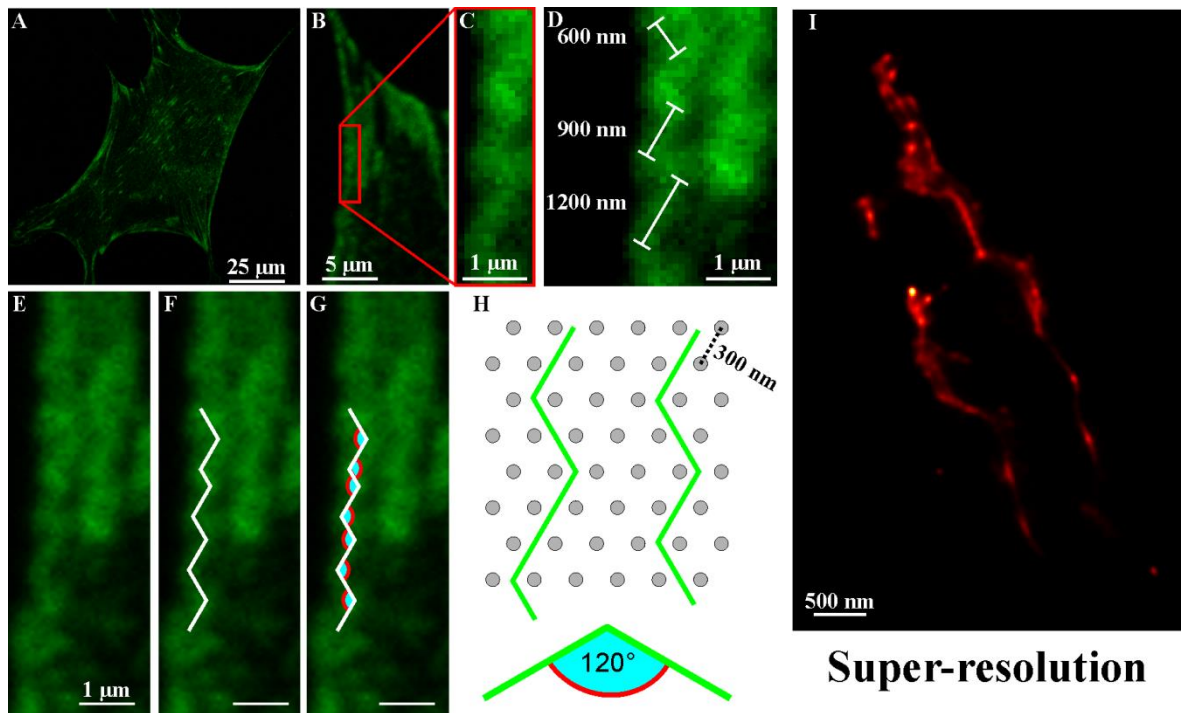 A
25 μm
B
5 μm
C
1 μm
D
600 nm
900 nm
1200 nm
1 μm
E
1 μm
F
G
H
300 nm
120°
I
500 nm
Super-resolution